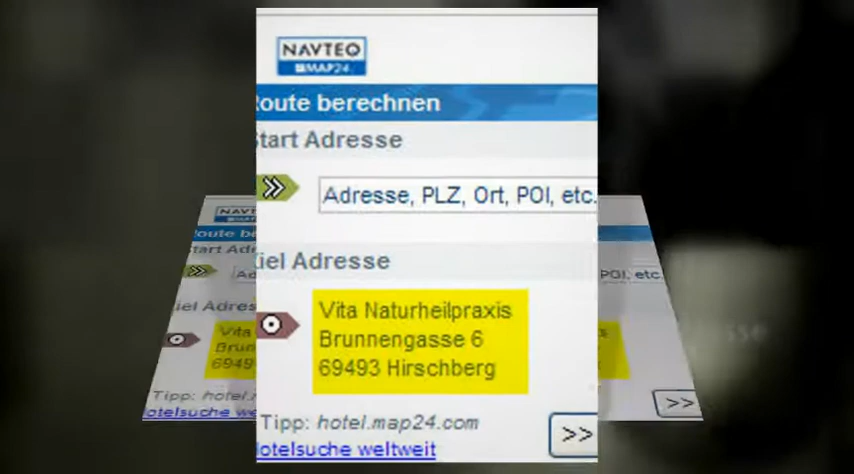 NAVTEQ
MAP24
Route berechnen
Start Adresse
Adresse, PLZ, Ort, POI, etc.
Ziel Adresse
Vita Naturheilpraxis
Brunnengasse 6
69493 Hirschberg
Tipp: hotel.map24.com
>>
Hotelsuche weltweit